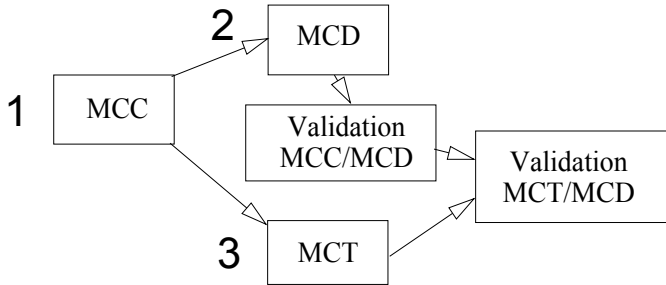 2
MCD
1
MCC
Validation
MCC/MCD
Validation
MCT/MCD
3
MCT